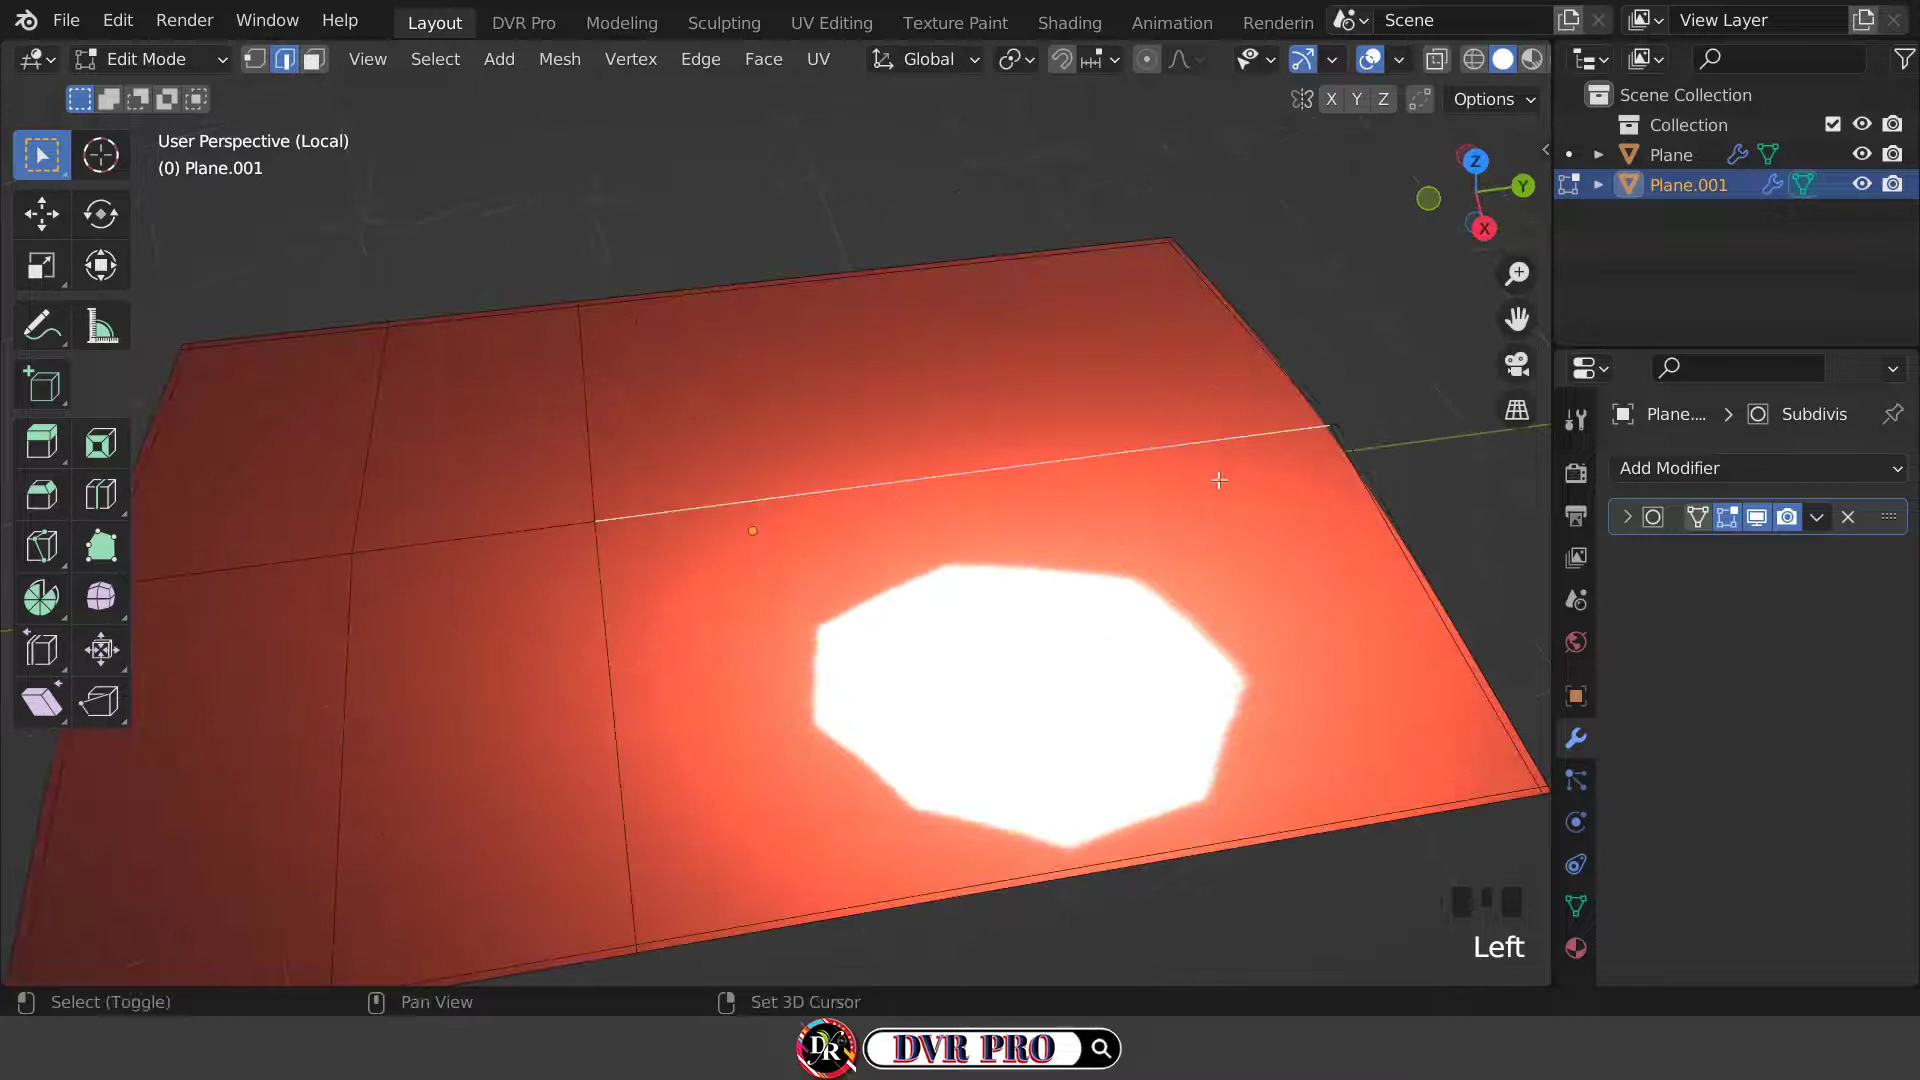 File Edit Render Window Help Layout DVR Pro Modeling Sculpting UV Editing Texture Paint Shading Animation Renderin Scene View Layer
Edit Mode View Select Add Mesh Vertex Edge Face UV Global
X Y Z Options
User Perspective (Local)
(0) Plane.001
Z
Y
X
Scene Collection
Collection
Plane
Plane.001
Plane.... > Subdivis
Add Modifier
Left
Select (Toggle) Pan View Set 3D Cursor
DR DVR PRO